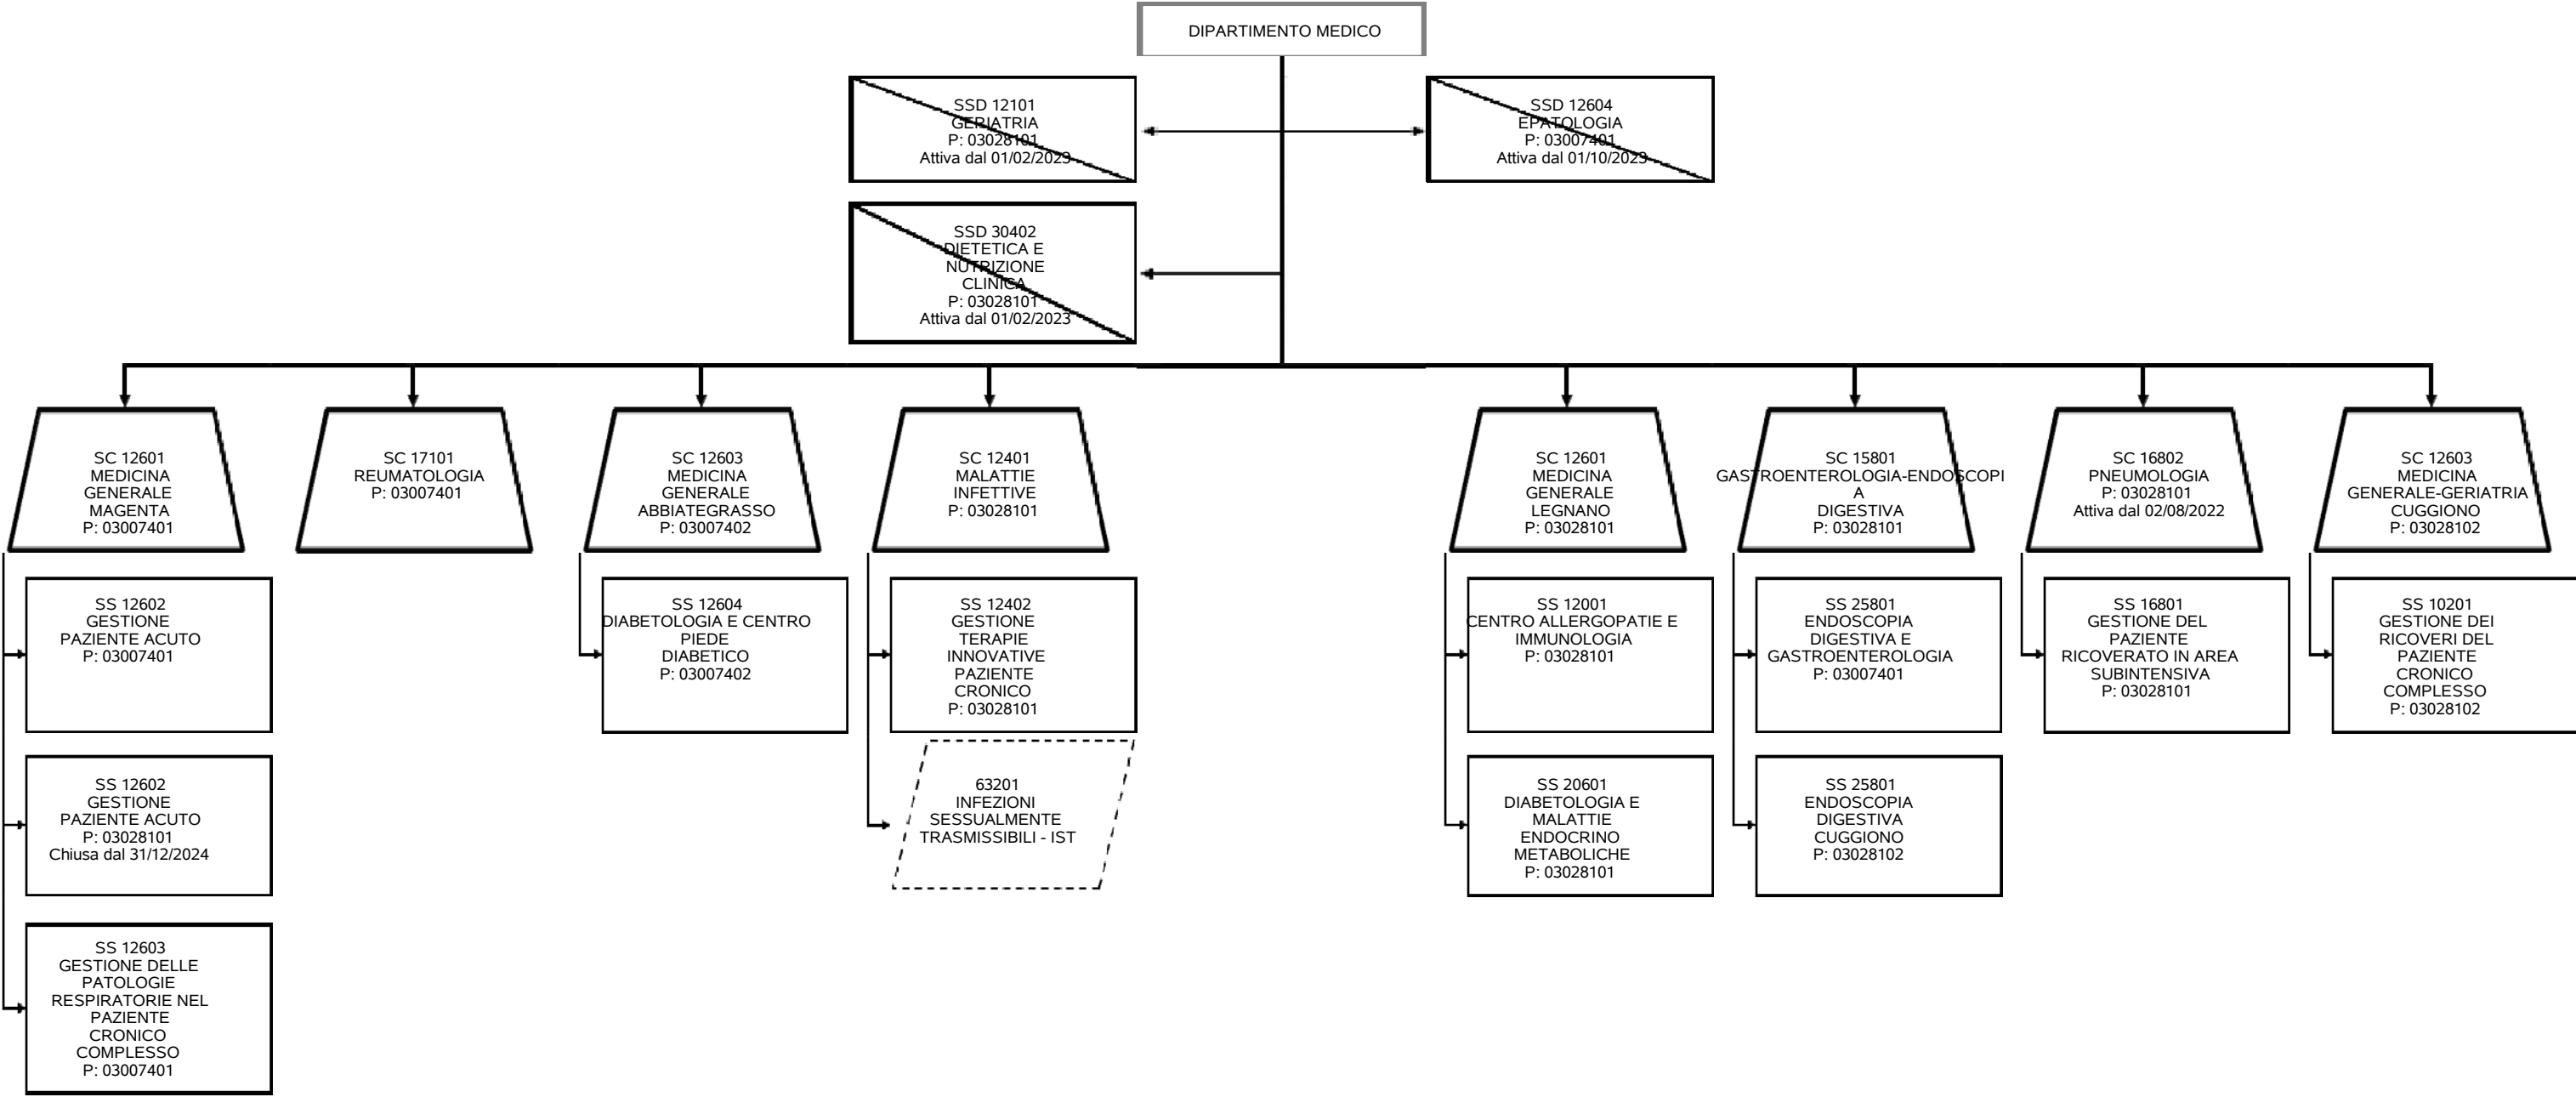 DIPARTIMENTO MEDICO
SSD 12101
GERIATRIA
P: 03028101
Attiva dal 01/02/2023
SSD 12604
EPATOLOGIA
P: 03007401
Attiva dal 01/10/2023
SSD 30402
DIETETICA E
NUTRIZIONE
CLINICA
P: 03028101
Attiva dal 01/02/2023
SC 12601
MEDICINA
GENERALE
MAGENTA
P: 03007401
SC 17101
REUMATOLOGIA
P: 03007401
SC 12603
MEDICINA
GENERALE
ABBIATEGRASSO
P: 03007402
SC 12401
MALATTIE
INFETTIVE
P: 03028101
SC 12601
MEDICINA
GENERALE
LEGNANO
P: 03028101
SC 15801
GASTROENTEROLOGIA-ENDOSCOPI
A
DIGESTIVA
P: 03028101
SC 16802
PNEUMOLOGIA
P: 03028101
Attiva dal 02/08/2022
SC 12603
MEDICINA
GENERALE-GERIATRIA
CUGGIONO
P: 03028102
SS 12602
GESTIONE
PAZIENTE ACUTO
P: 03007401
SS 12604
DIABETOLOGIA E CENTRO
PIEDE
DIABETICO
P: 03007402
SS 12402
GESTIONE
TERAPIE
INNOVATIVE
PAZIENTE
CRONICO
P: 03028101
SS 12001
CENTRO ALLERGOPATIE E
IMMUNOLOGIA
P: 03028101
SS 25801
ENDOSCOPIA
DIGESTIVA E
GASTROENTEROLOGIA
P: 03007401
SS 16801
GESTIONE DEL
PAZIENTE
RICOVERATO IN AREA
SUBINTENSIVA
P: 03028101
SS 10201
GESTIONE DEI
RICOVERI DEL
PAZIENTE
CRONICO
COMPLESSO
P: 03028102
SS 12602
GESTIONE
PAZIENTE ACUTO
P: 03028101
Chiusa dal 31/12/2024
63201
INFEZIONI
SESSUALMENTE
TRASMISSIBILI - IST
SS 20601
DIABETOLOGIA E
MALATTIE
ENDOCRINO
METABOLICHE
P: 03028101
SS 25801
ENDOSCOPIA
DIGESTIVA
CUGGIONO
P: 03028102
SS 12603
GESTIONE DELLE
PATOLOGIE
RESPIRATORIE NEL
PAZIENTE
CRONICO
COMPLESSO
P: 03007401